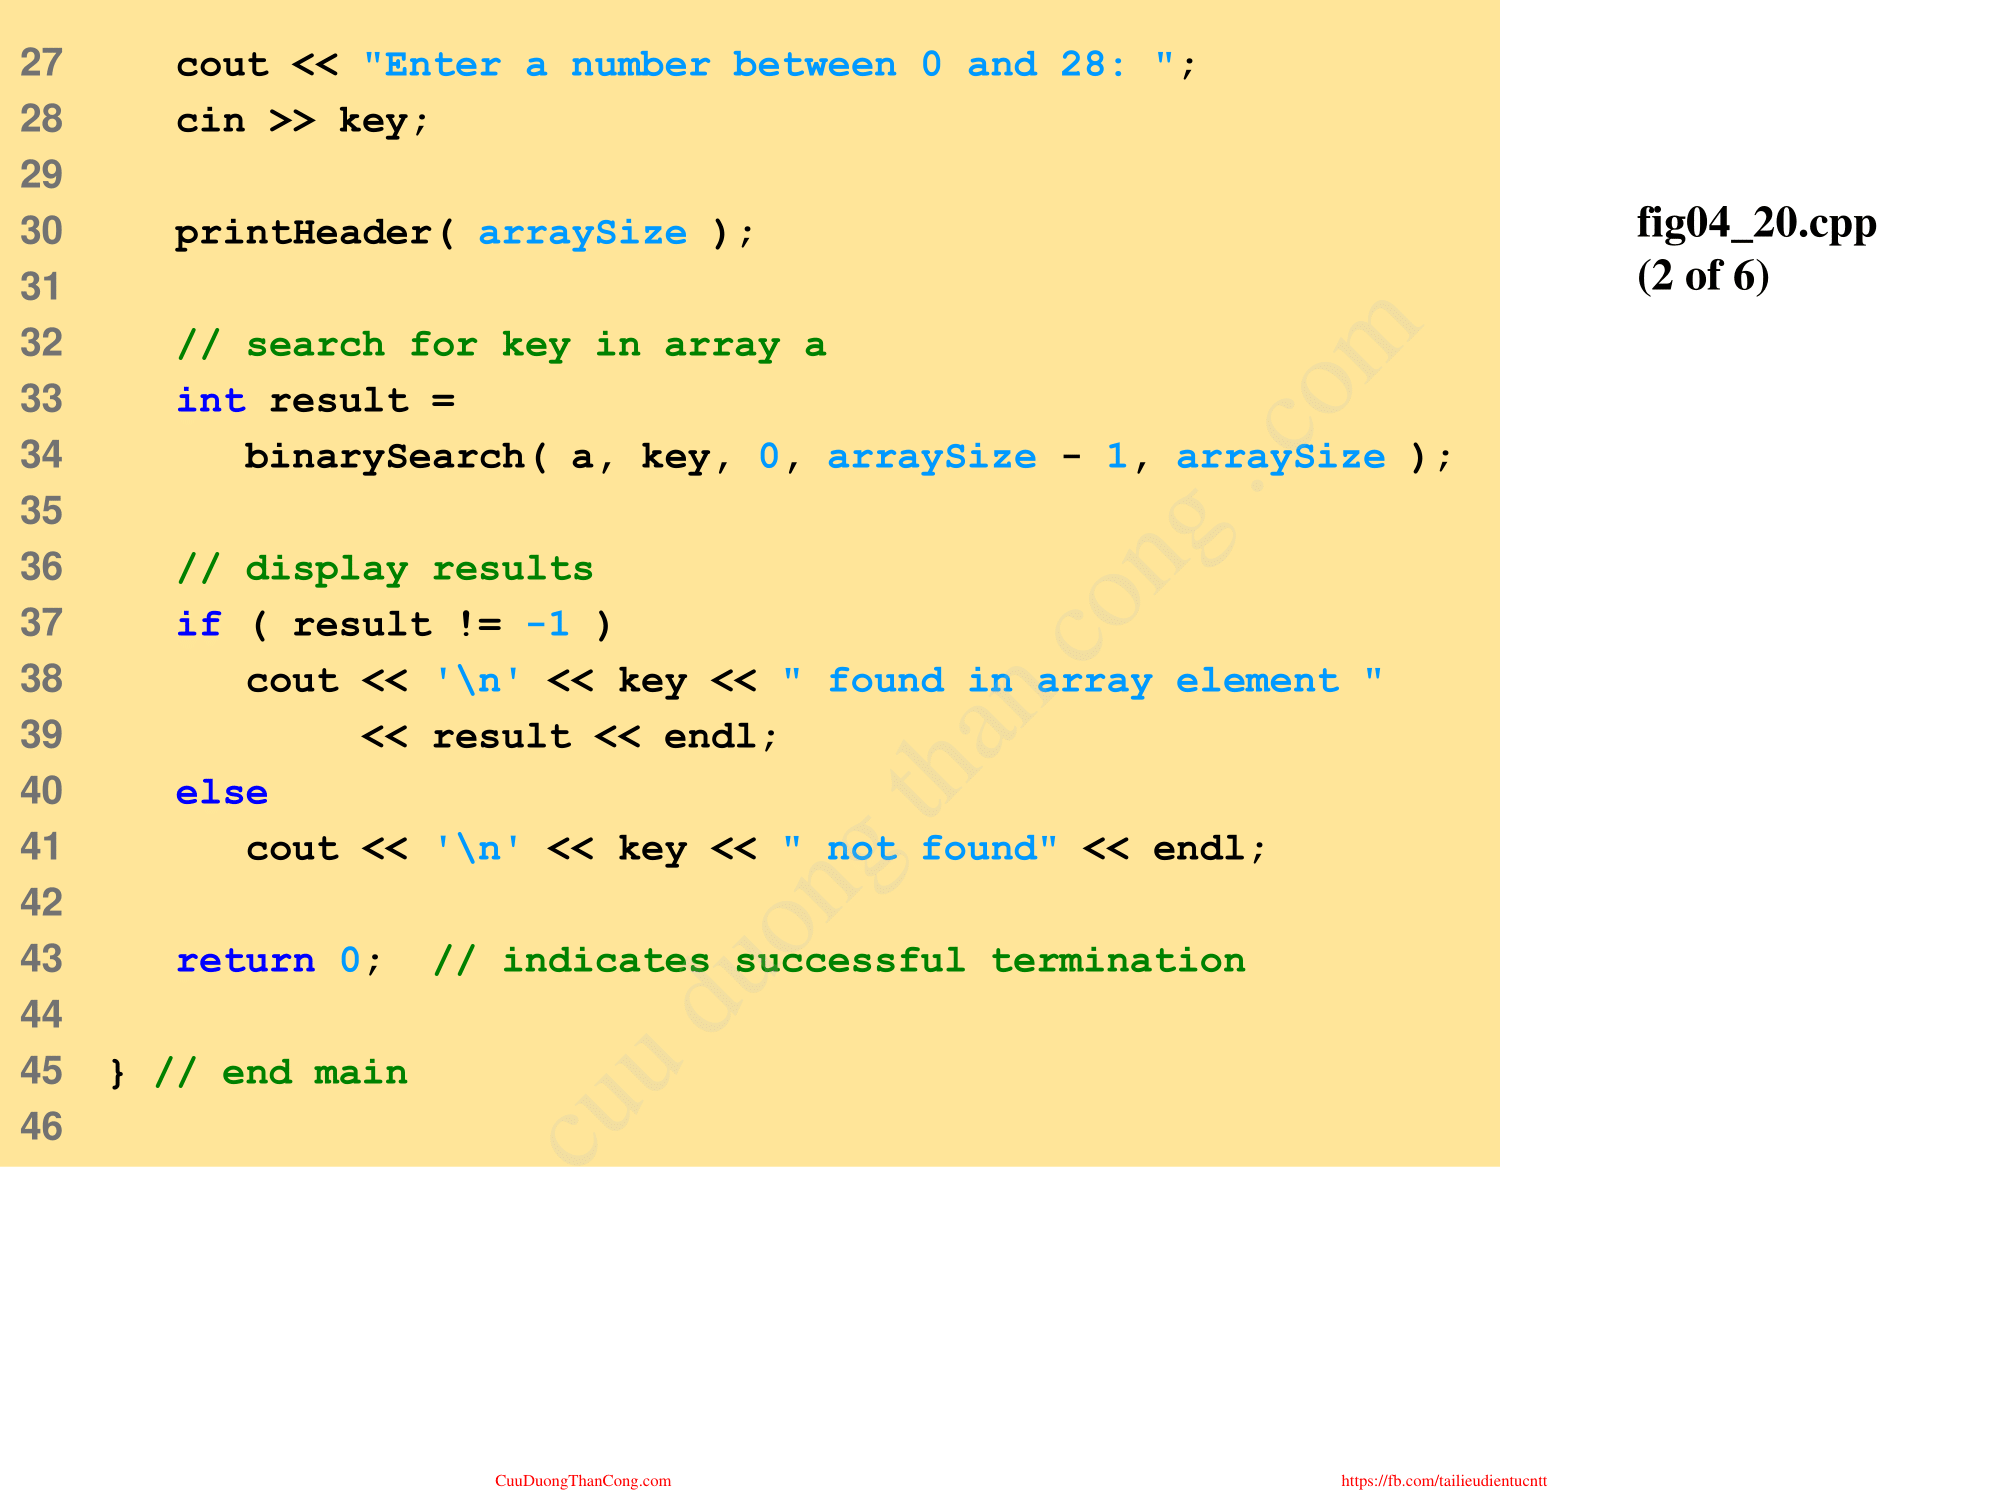 27 cout << "Enter a number between 0 and 28: ";
28 cin >> key;
29
30 printHeader( arraySize );
31
32 // search for key in array a
33 int result =
34 binarySearch( a, key, 0, arraySize - 1, arraySize );
35
36 // display results
37 if ( result != -1 )
38 cout << '\n' << key << " found in array element "
39 << result << endl;
40 else
41 cout << '\n' << key << " not found" << endl;
42
43 return 0; // indicates successful termination
44
45 } // end main
46
fig04_20.cpp
(2 of 6)
cuu duong than cong . com
CuuDuongThanCong.com
https://fb.com/tailieudientucntt